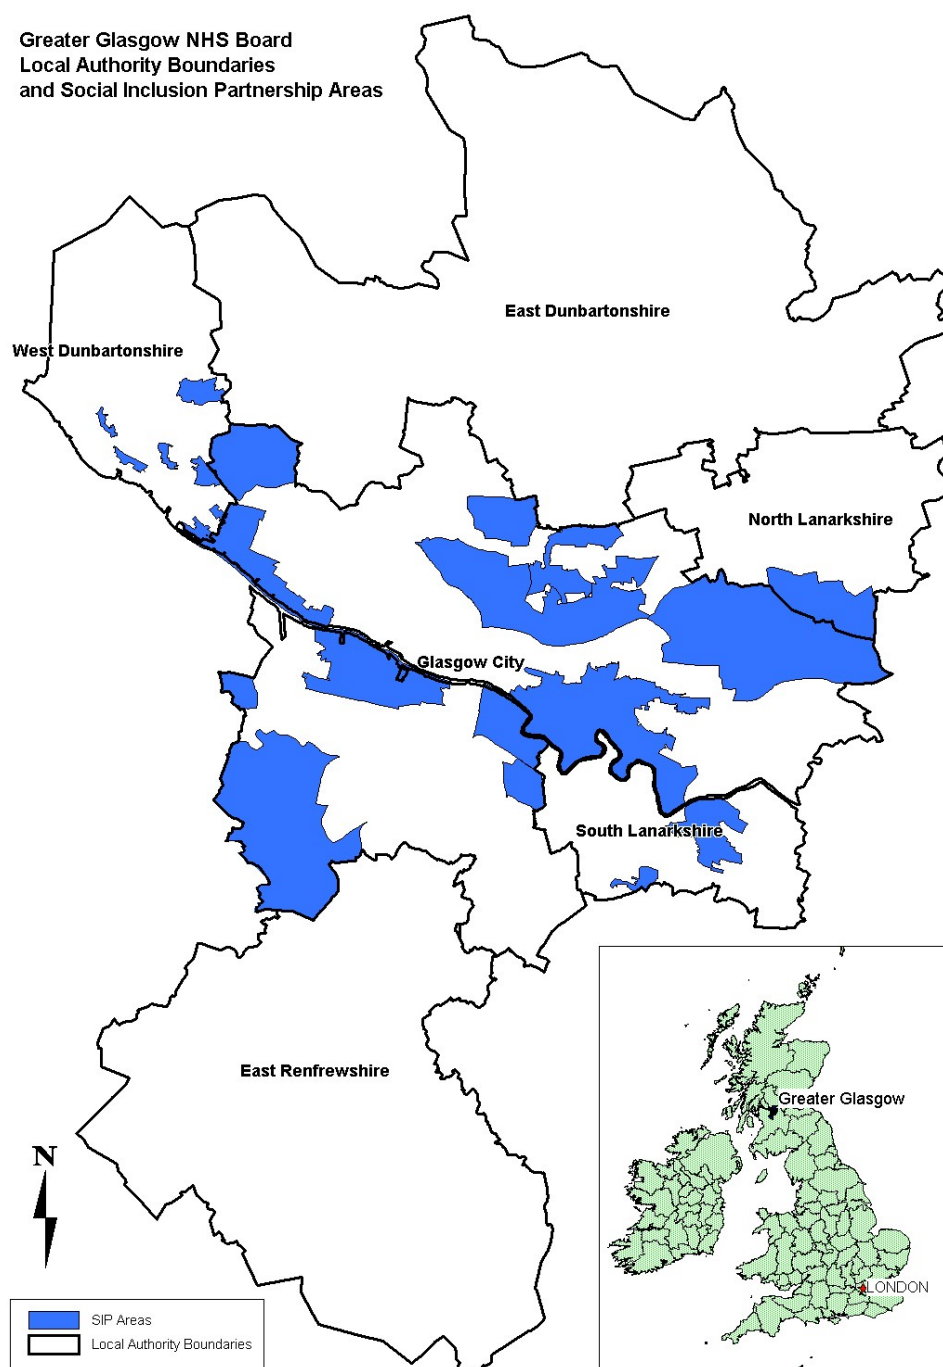 Greater Glasgow NHS Board
Local Authority Boundaries
and Social Inclusion Partnership Areas
East Dunbartonshire
West Dunbartonshire
North Lanarkshire
Glasgow City
South Lanarkshire
East Renfrewshire
Greater Glasgow
N
LONDON
SIP Areas
Local Authority Boundaries